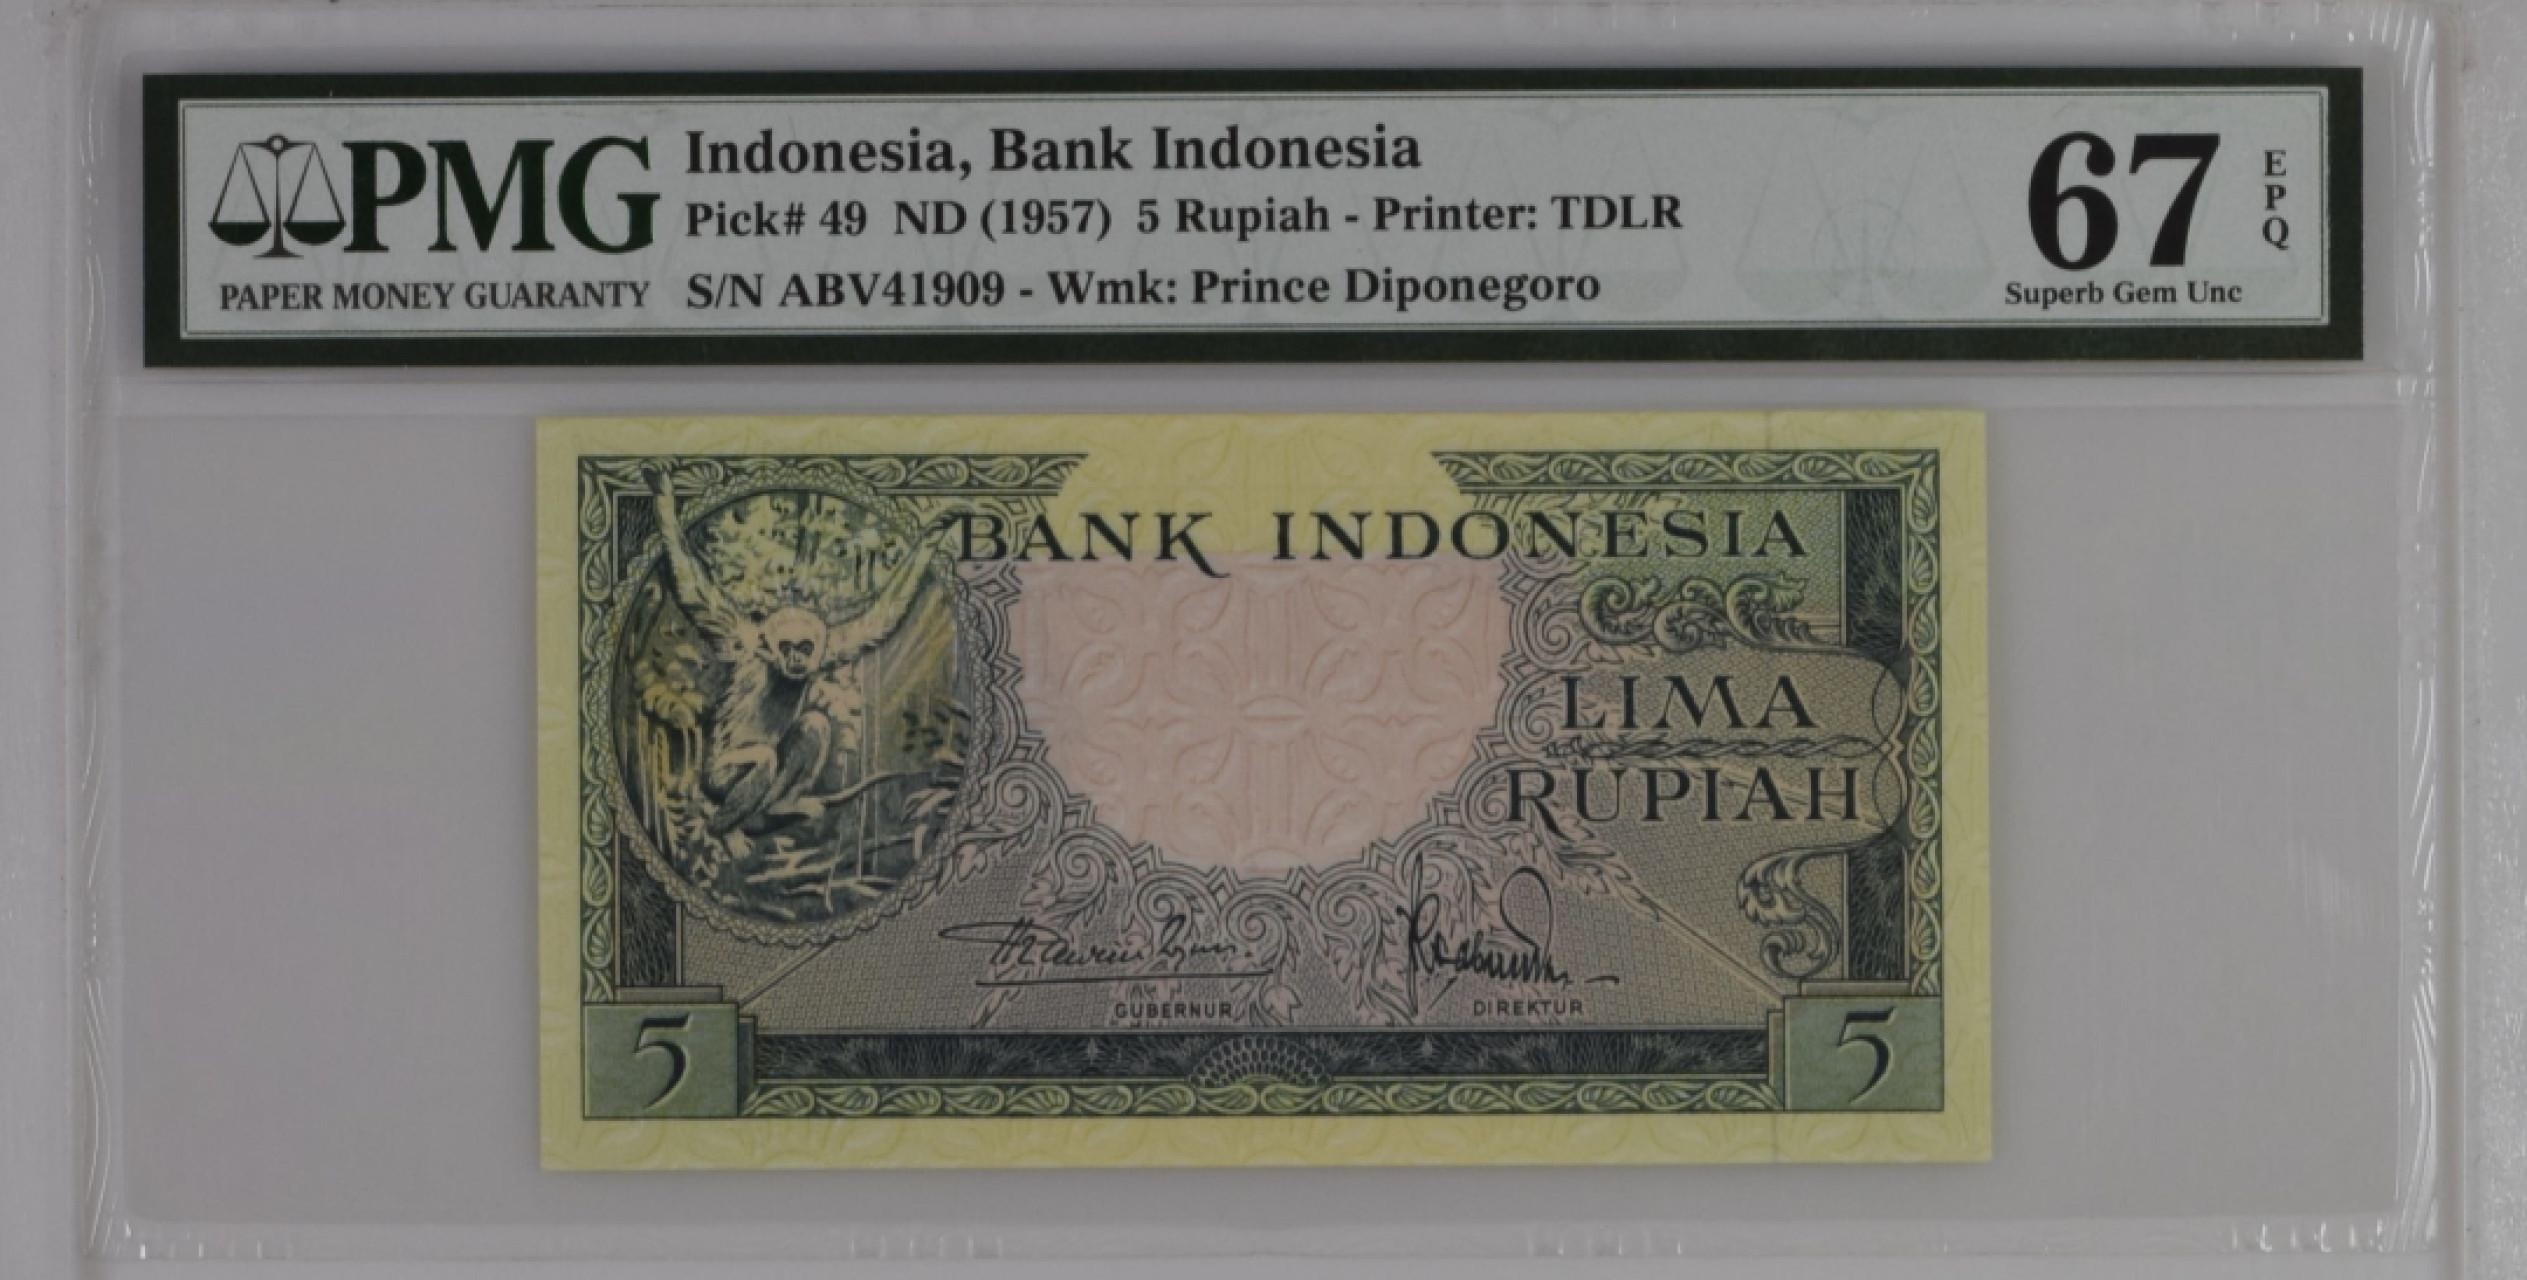 PMG
PAPER MONEY GUARANTY
Indonesia, Bank Indonesia
Pick# 49 ND (1957) 5 Rupiah - Printer: TDLR
S/N ABV41909 - Wmk: Prince Diponegoro
67
EPQ
Superb Gem Unc
BANK INDONESIA
LIMA
RUPIAH
GUBERNUR
DIREKTUR
5
5